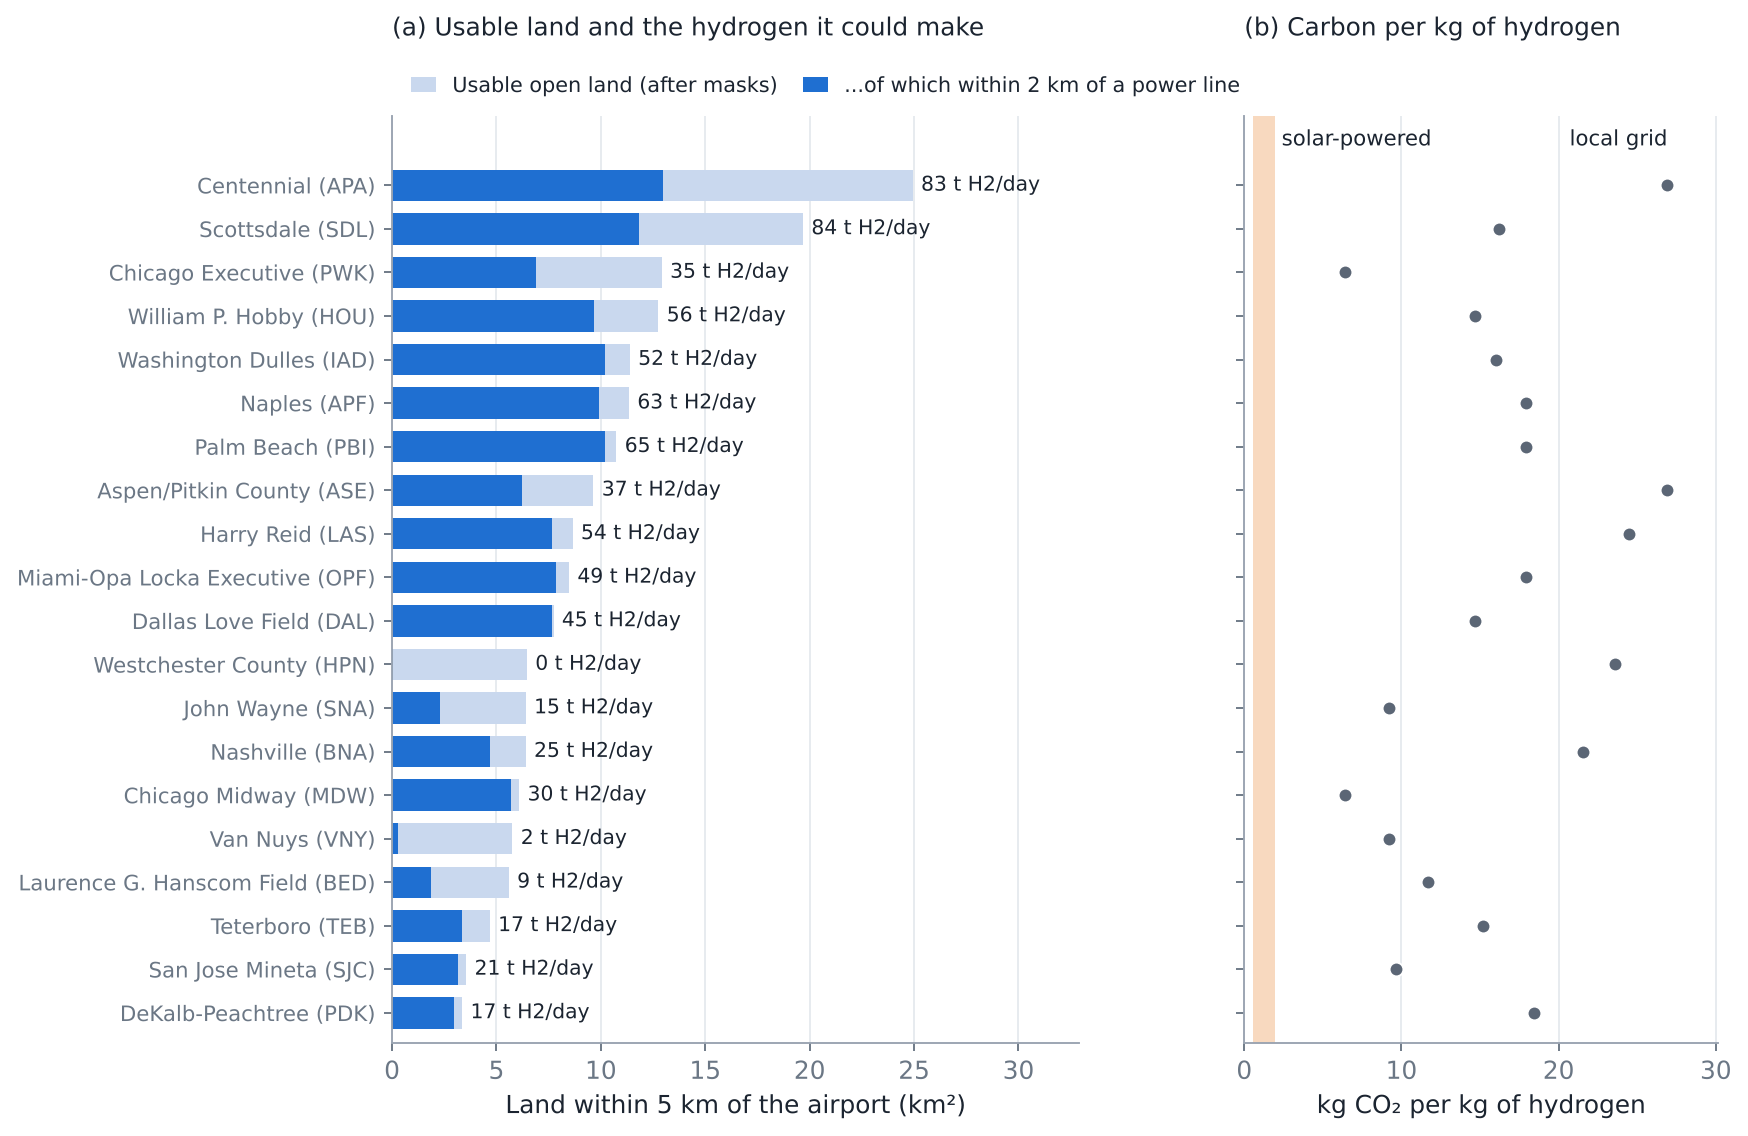 (a) Usable land and the hydrogen it could make
(b) Carbon per kg of hydrogen
Usable open land (after masks)
...of which within 2 km of a power line
solar-powered
local grid
Centennial (APA)
83 t H2/day
Scottsdale (SDL)
84 t H2/day
Chicago Executive (PWK)
35 t H2/day
William P. Hobby (HOU)
56 t H2/day
Washington Dulles (IAD)
52 t H2/day
Naples (APF)
63 t H2/day
Palm Beach (PBI)
65 t H2/day
Aspen/Pitkin County (ASE)
37 t H2/day
Harry Reid (LAS)
54 t H2/day
Miami-Opa Locka Executive (OPF)
49 t H2/day
Dallas Love Field (DAL)
45 t H2/day
Westchester County (HPN)
0 t H2/day
John Wayne (SNA)
15 t H2/day
Nashville (BNA)
25 t H2/day
Chicago Midway (MDW)
30 t H2/day
Van Nuys (VNY)
2 t H2/day
Laurence G. Hanscom Field (BED)
9 t H2/day
Teterboro (TEB)
17 t H2/day
San Jose Mineta (SJC)
21 t H2/day
DeKalb-Peachtree (PDK)
17 t H2/day
0 5 10 15 20 25 30
0 10 20 30
Land within 5 km of the airport (km²)
kg CO₂ per kg of hydrogen